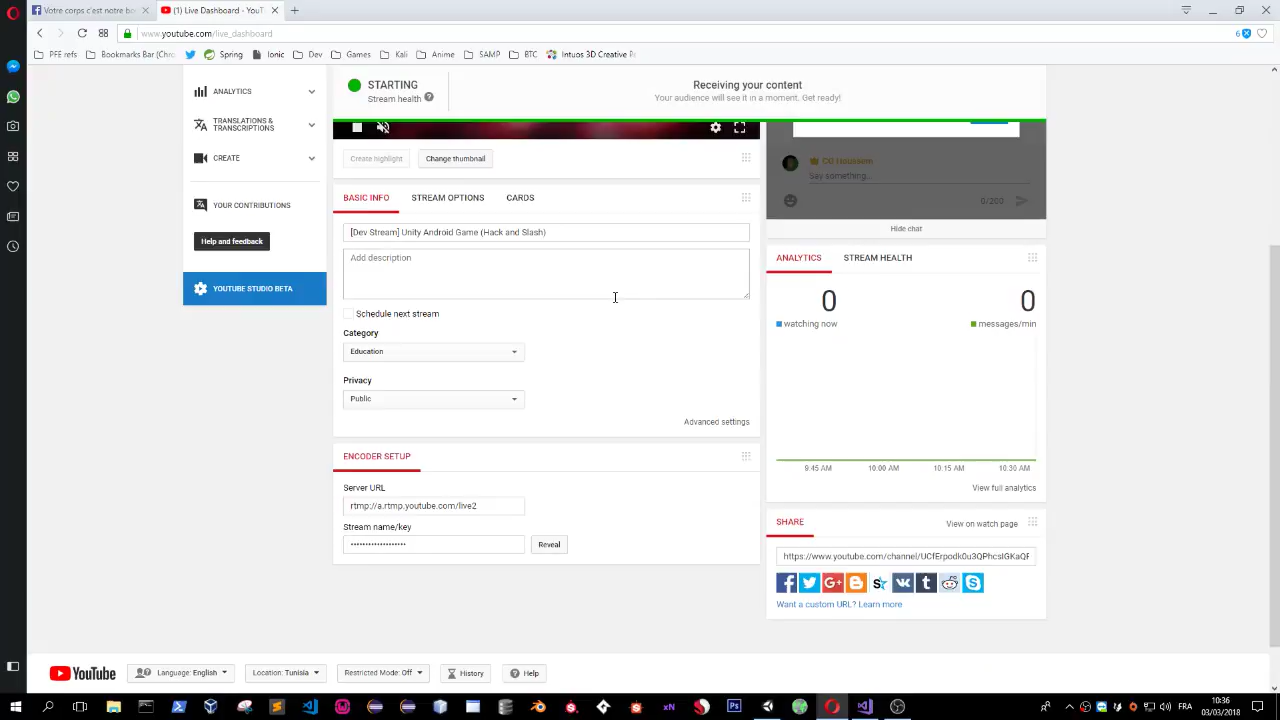 Votre corps c'est notre bo
(1) Live Dashboard - YouT
www.youtube.com/live_dashboard
6
PFE refs
Bookmarks Bar (Chro
Spring
Ionic
Dev
Games
Kali
Anime
SAMP
BTC
Intuos 3D Creative Pa
ANALYTICS
TRANSLATIONS &
TRANSCRIPTIONS
CREATE
YOUR CONTRIBUTIONS
Help and feedback
YOUTUBE STUDIO BETA
STARTING
Stream health
Receiving your content
Your audience will see it in a moment. Get ready!
Create highlight
Change thumbnail
Say something...
0/200
Hide chat
BASIC INFO
STREAM OPTIONS
CARDS
[Dev Stream] Unity Android Game (Hack and Slash)
Add description
Schedule next stream
Category
Education
Privacy
Public
Advanced settings
ANALYTICS
STREAM HEALTH
0
0
watching now
messages/min
9:45 AM
10:00 AM
10:15 AM
10:30 AM
View full analytics
ENCODER SETUP
Server URL
rtmp://a.rtmp.youtube.com/live2
Stream name/key
Reveal
SHARE
View on watch page
Want a custom URL? Learn more
YouTube
Language: English
Location: Tunisia
Restricted Mode: Off
History
Help
FRA
10:36
03/03/2018